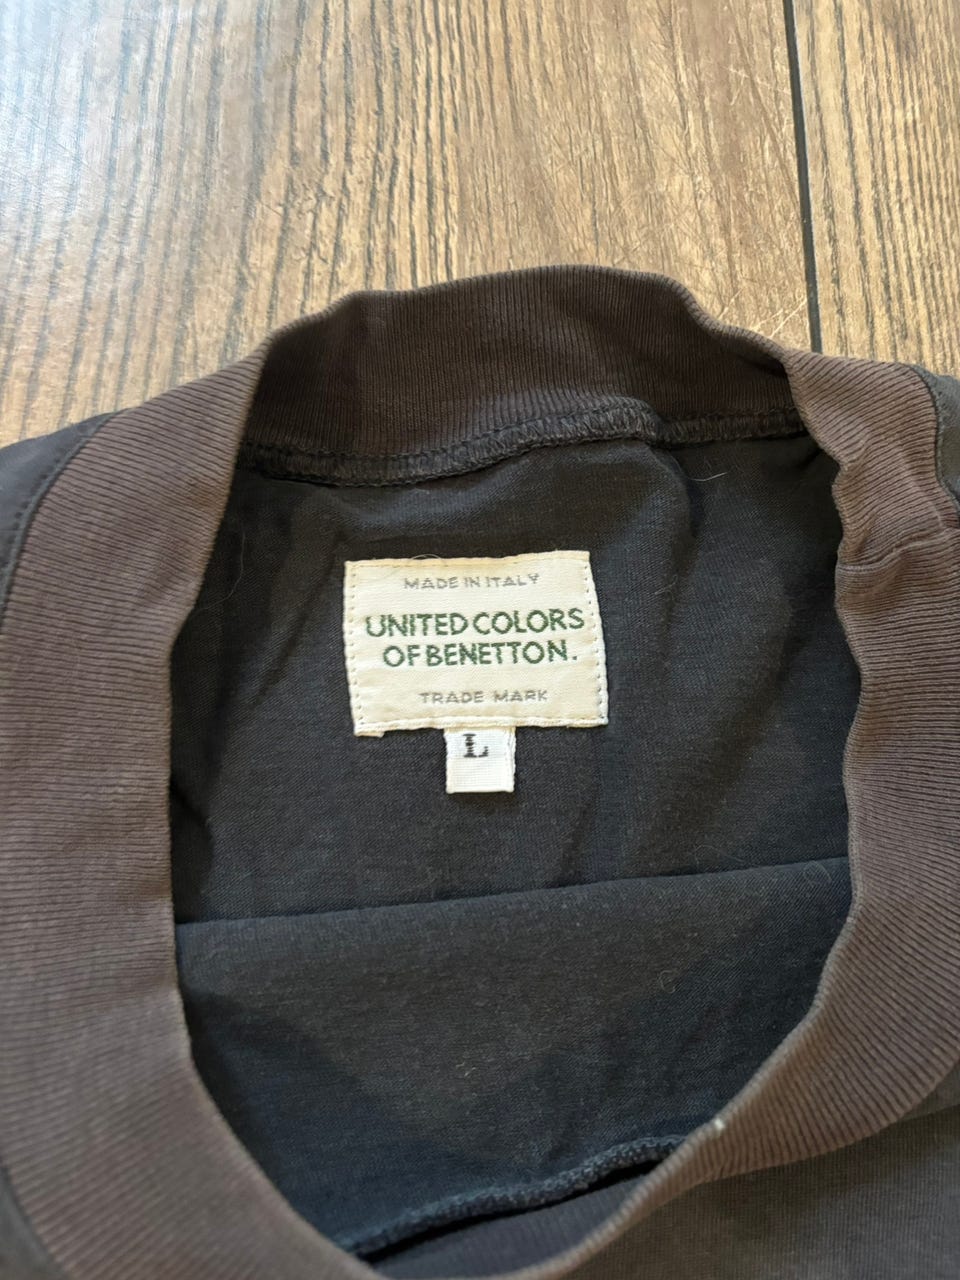 MADE IN ITALY
UNITED COLORS
OF BENETTON.
TRADE MARK
L